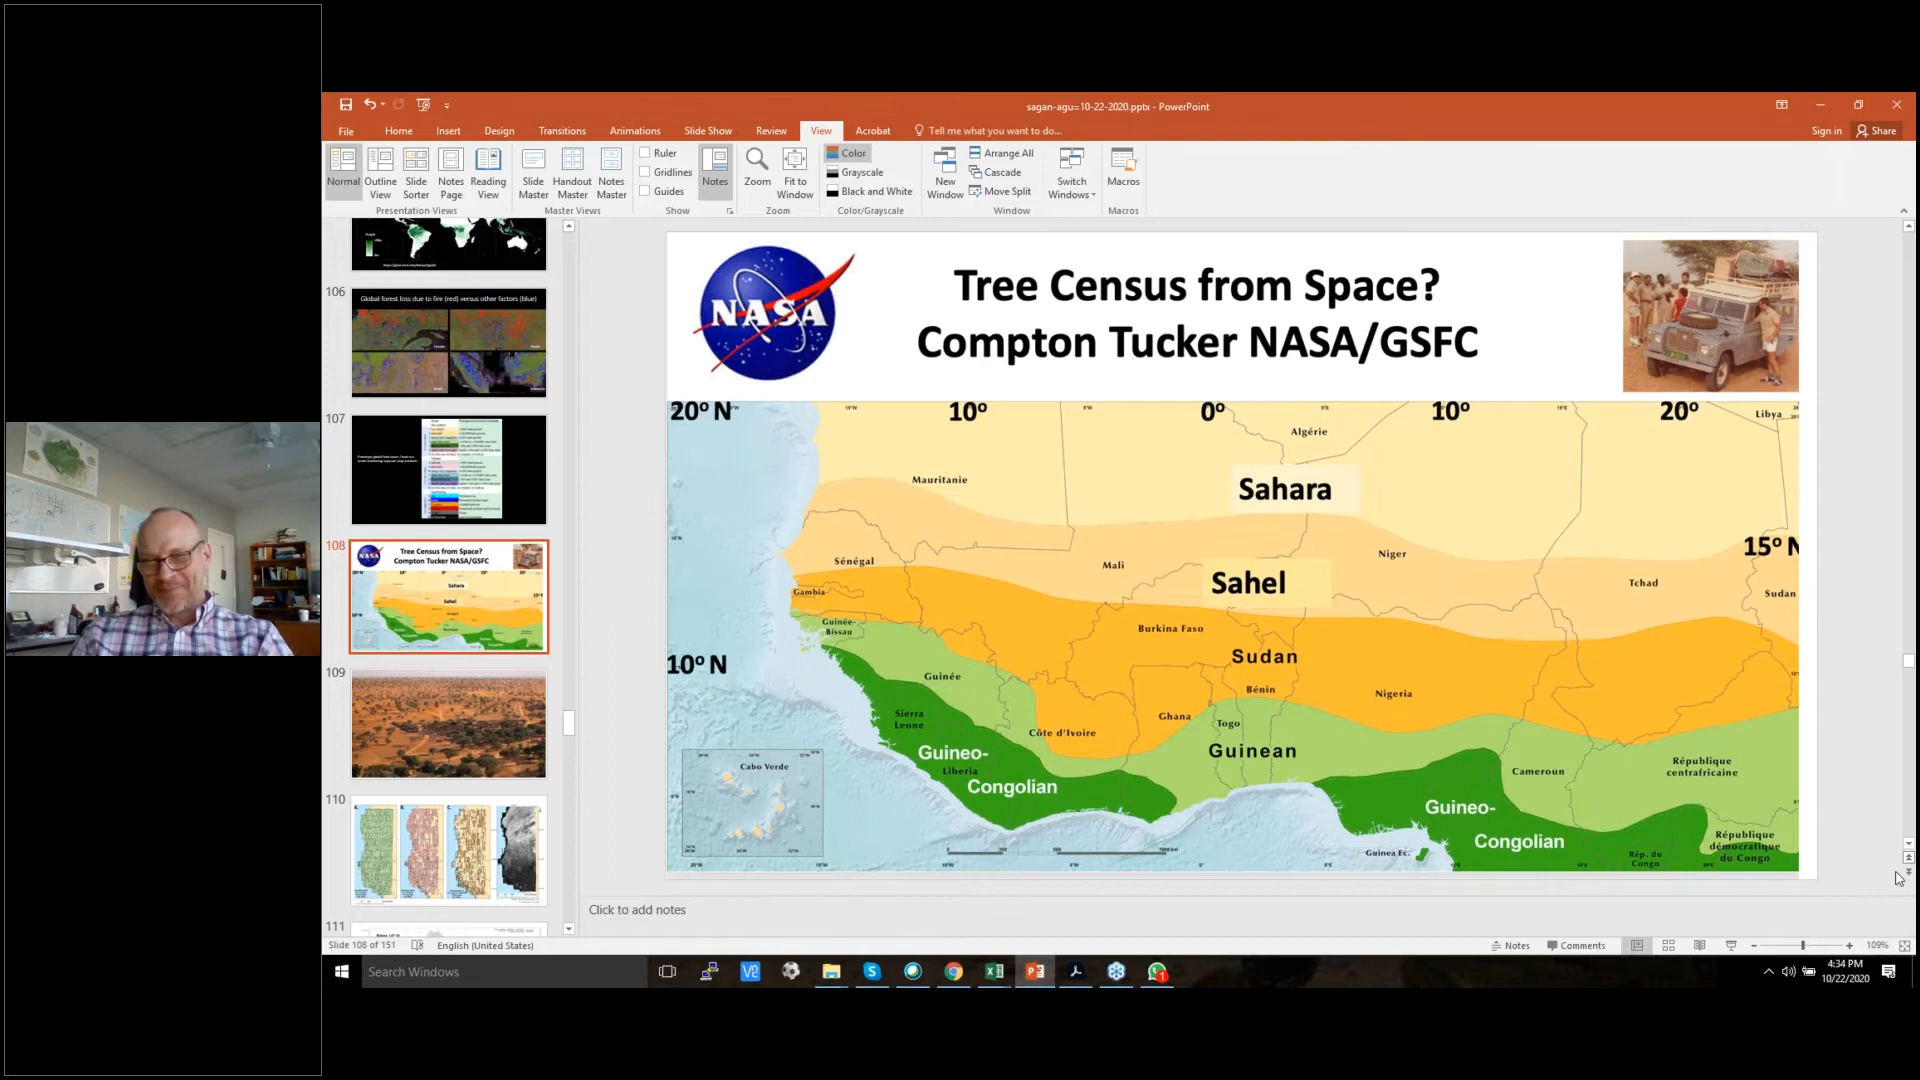 sagan-agu=10-22-2020.pptx - PowerPoint
File Home Insert Design Transitions Animations Slide Show Review View Acrobat Tell me what you want to do... Sign in Share
Normal Outline View Slide Sorter Notes Page Reading View
Presentation Views
Slide Master Handout Master Notes Master
Master Views
Ruler
Gridlines
Guides
Show
Notes
Zoom Fit to Window
Zoom
Color
Grayscale
Black and White
Color/Grayscale
New Window
Arrange All
Cascade
Move Split
Switch Windows
Window
Macros
Macros
106
Global forest loss due to fire (red) versus other factors (blue)
107
108
Tree Census from Space?
Compton Tucker NASA/GSFC
109
110
111
NASA
Tree Census from Space?
Compton Tucker NASA/GSFC
20º N 10º 0º 10º 20º
Libya
Algérie
Mauritanie
Sahara
15º N
Sénégal
Mali
Niger
Tchad
Sahel
Sudan
Gambia
Guinée-Bissau
Burkina Faso
Sudan
10º N
Guinée
Bénin
Nigeria
Sierra Leone
Ghana
Togo
Côte d'Ivoire
Guineo-
Guinean
Liberia
Congolian
Cabo Verde
Cameroun
République centrafricaine
Guineo-
Congolian
République démocratique du Congo
Guinea Ec.
Rép. du Congo
Click to add notes
Slide 108 of 151 English (United States) Notes Comments 109%
Search Windows
4:34 PM
10/22/2020